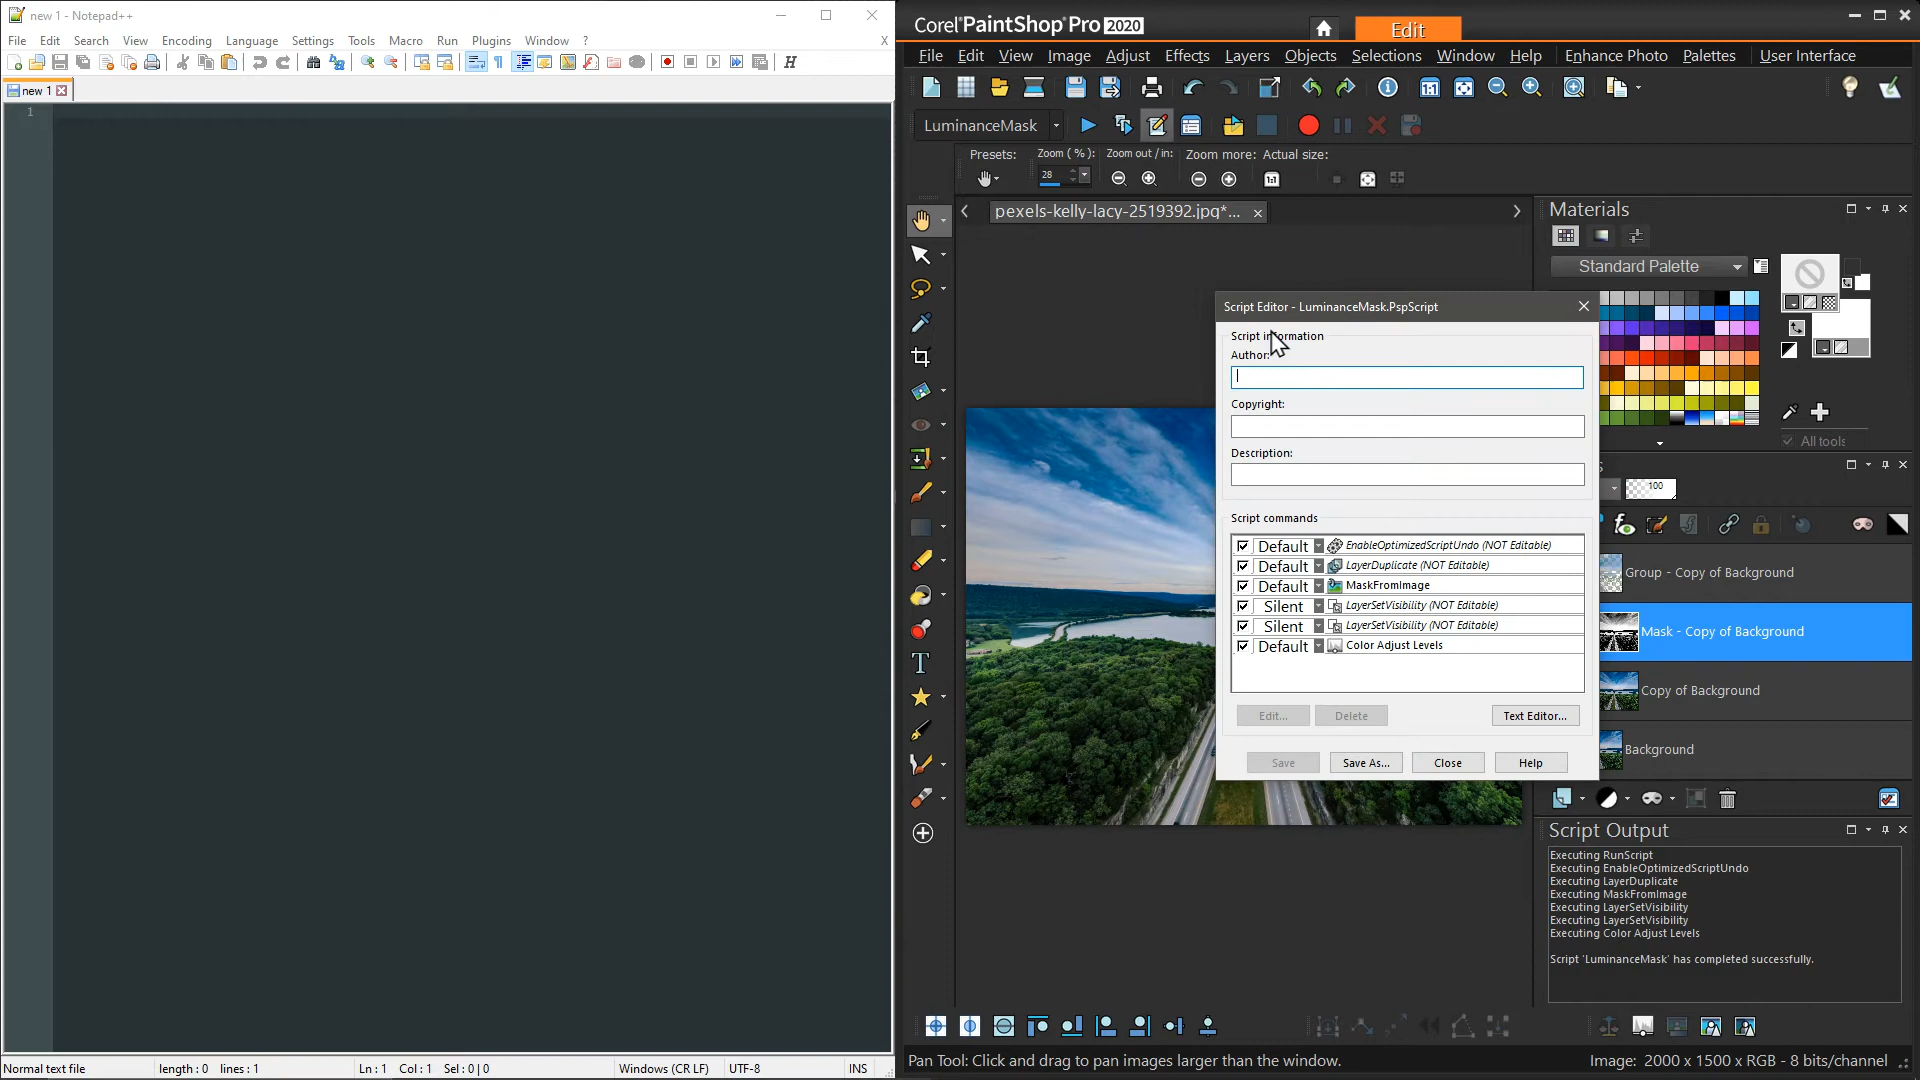 new 1 - Notepad++
File Edit Search View Encoding Language Settings Tools Macro Run Plugins Window ? X
new 1
1
Normal text file length : 0 lines : 1 Ln : 1 Col : 1 Sel : 0 | 0 Windows (CR LF) UTF-8 INS
Corel PaintShop Pro 2020
Edit
File Edit View Image Adjust Effects Layers Objects Selections Window Help Enhance Photo Palettes User Interface
LuminanceMask
Presets: Zoom (%): Zoom out / in: Zoom more: Actual size:
28
pexels-kelly-lacy-2519392.jpg*...
Materials
Standard Palette
All tools
Script Editor - LuminanceMask.PspScript
Script information
Author:
Copyright:
Description:
Script commands
Default EnableOptimizedScriptUndo (NOT Editable)
Default LayerDuplicate (NOT Editable)
Default MaskFromImage
Silent LayerSetVisibility (NOT Editable)
Silent LayerSetVisibility (NOT Editable)
Default Color Adjust Levels
Edit... Delete Text Editor...
Save Save As... Close Help
s
100
Group - Copy of Background
Mask - Copy of Background
Copy of Background
Background
Script Output
Executing RunScript
Executing EnableOptimizedScriptUndo
Executing LayerDuplicate
Executing MaskFromImage
Executing LayerSetVisibility
Executing LayerSetVisibility
Executing Color Adjust Levels
Script 'LuminanceMask' has completed successfully.
Pan Tool: Click and drag to pan images larger than the window.
Image: 2000 x 1500 x RGB - 8 bits/channel